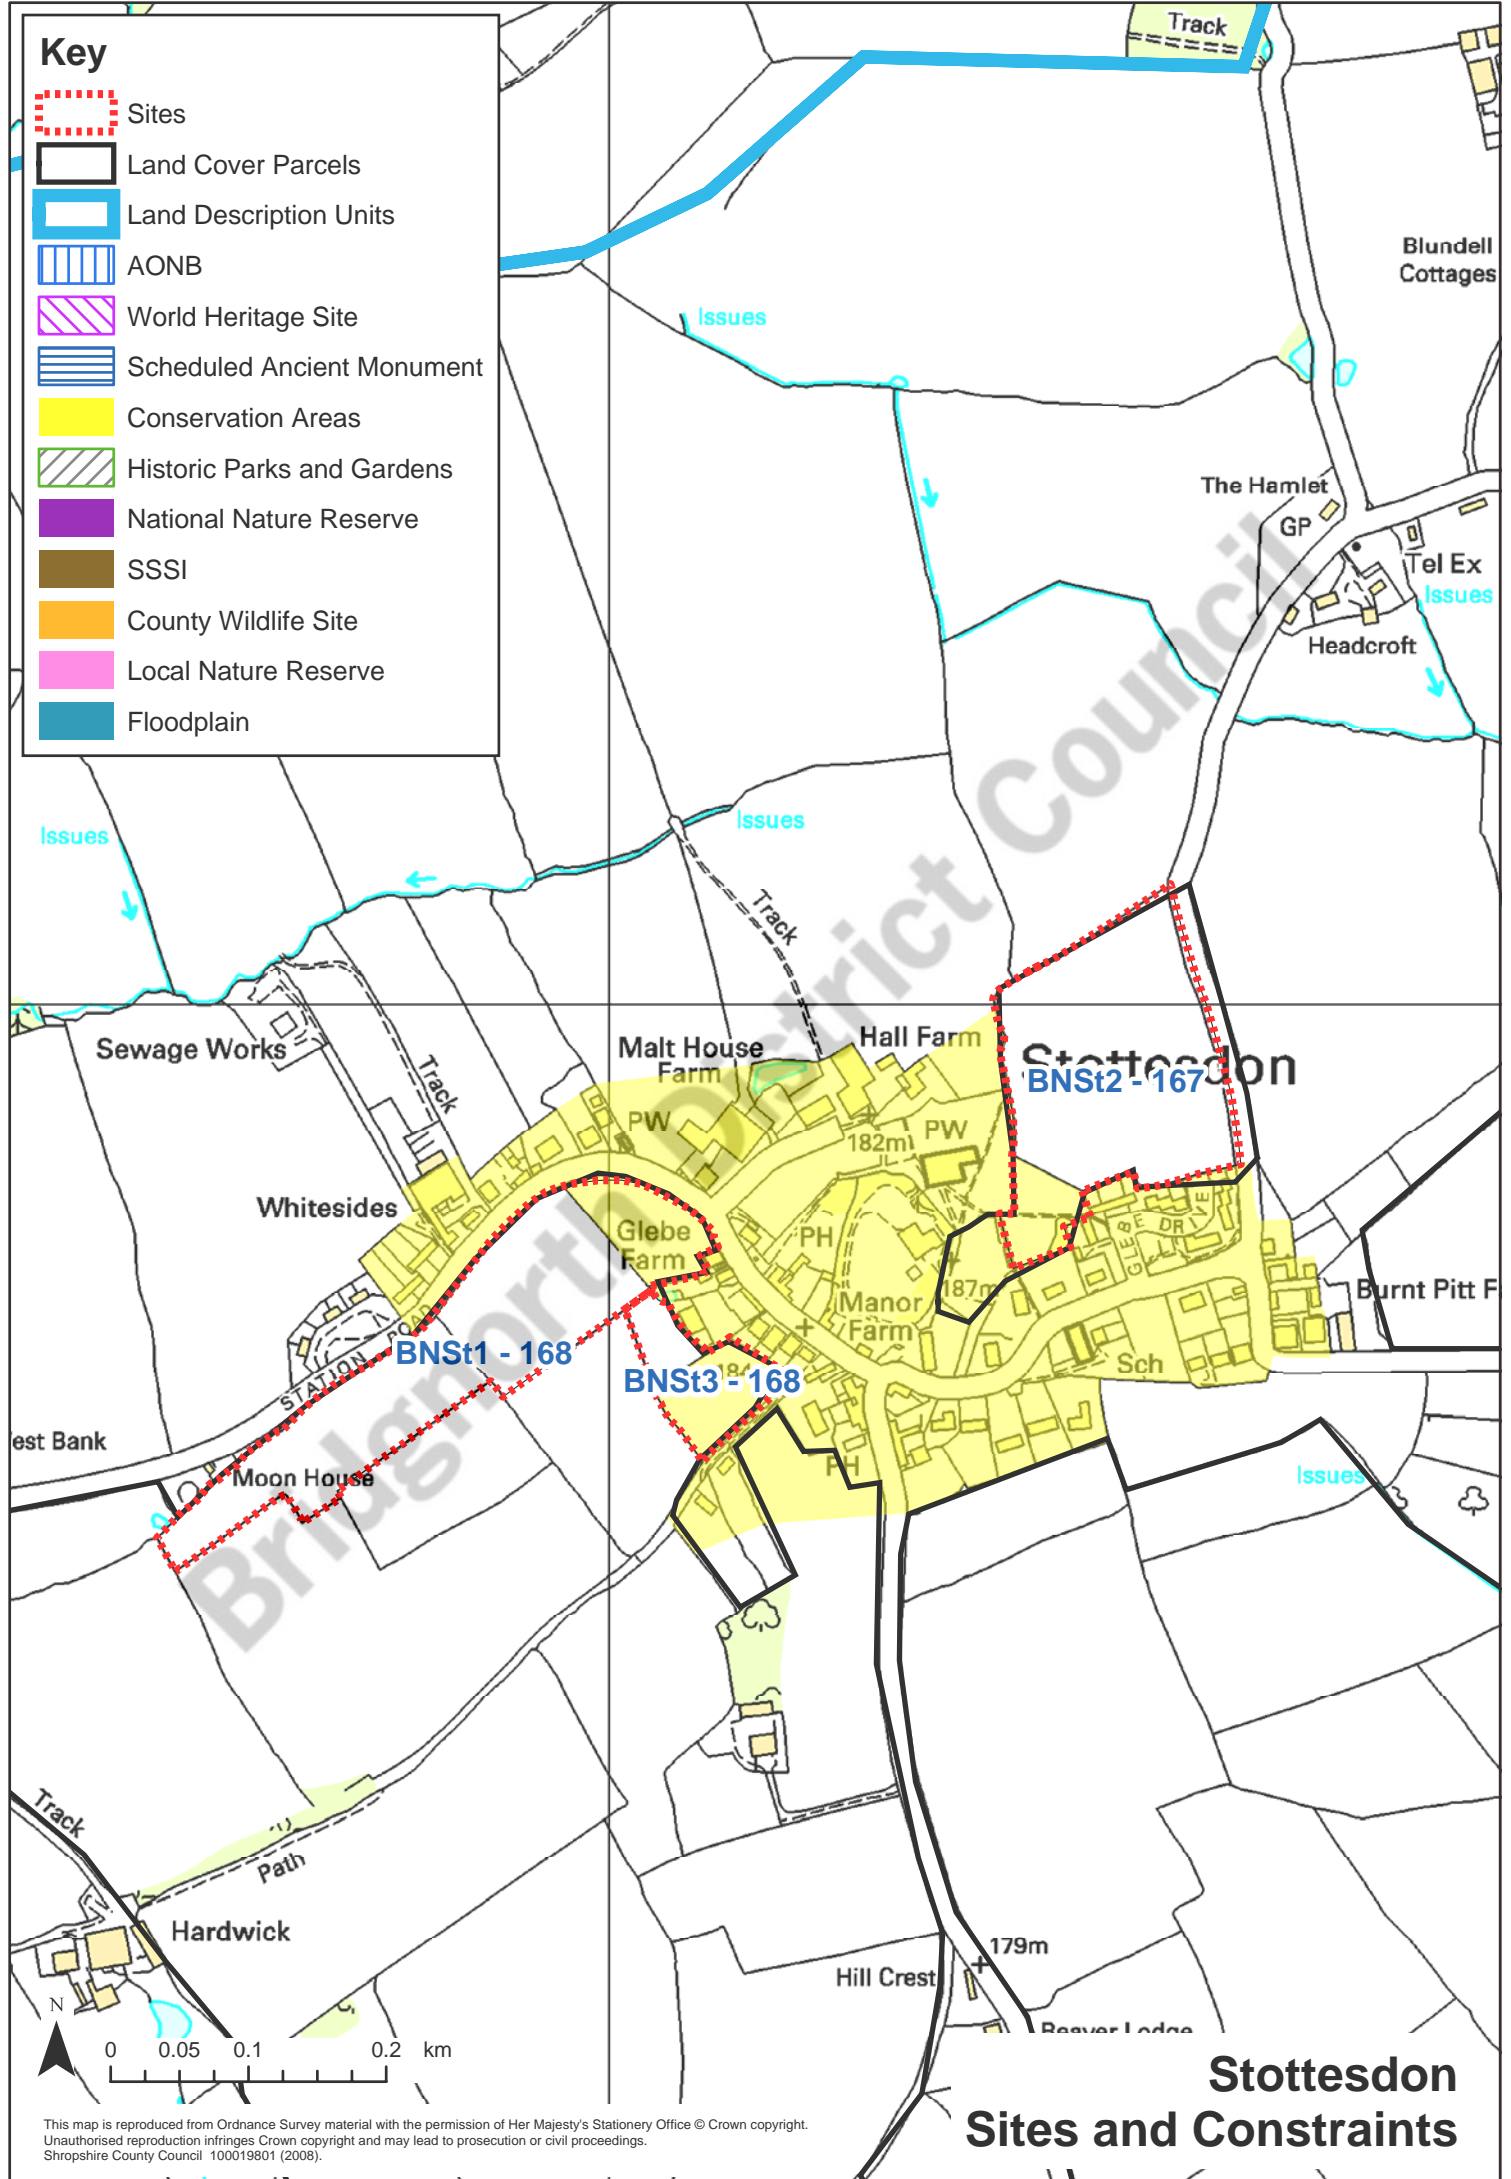 Key
Sites
Land Cover Parcels
Land Description Units
AONB
World Heritage Site
Scheduled Ancient Monument
Conservation Areas
Historic Parks and Gardens
National Nature Reserve
SSSI
County Wildlife Site
Local Nature Reserve
Floodplain
Track
Blundell
Cottages
Issues
The Hamlet
GP
Tel Ex
Issues
Headcroft
Issues
Issues
Track
Bridgnorth District Council
Sewage Works
Track
Malt House
Farm
Hall Farm
Stottesdon
BNSt2 - 167
PW
182m
PW
Whitesides
Glebe
Farm
PH
GLEBE DRIVE
187m
Manor
Farm
Burnt Pitt F
Sch
STATION ROAD
BNSt1 - 168
184
BNSt3 - 168
est Bank
Moon House
PH
Issues
Track
Path
Hardwick
179m
Hill Crest
Beaver Lodge
N
0 0.05 0.1 0.2 km
Stottesdon
Sites and Constraints
This map is reproduced from Ordnance Survey material with the permission of Her Majesty's Stationery Office © Crown copyright.
Unauthorised reproduction infringes Crown copyright and may lead to prosecution or civil proceedings.
Shropshire County Council 100019801 (2008).